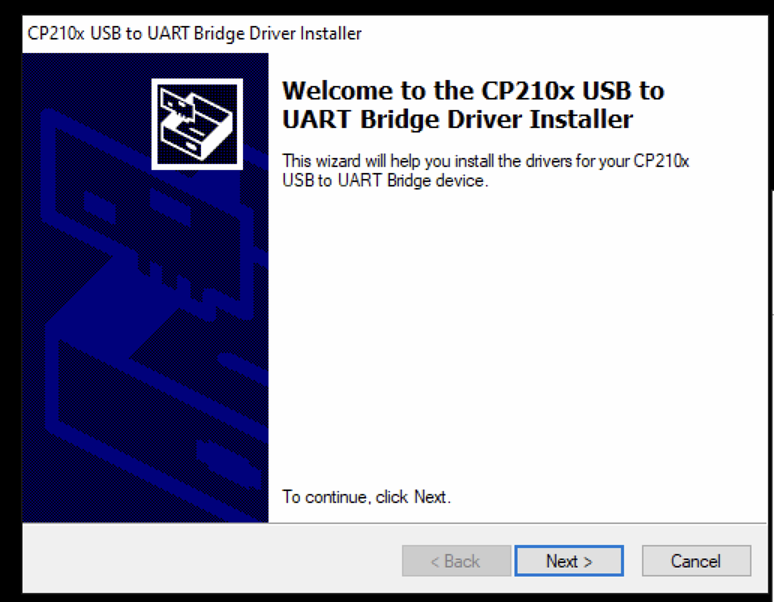 CP210x USB to UART Bridge Driver Installer
Welcome to the CP210x USB to
UART Bridge Driver Installer
This wizard will help you install the drivers for your CP210x
USB to UART Bridge device.
To continue, click Next.
< Back
Next >
Cancel